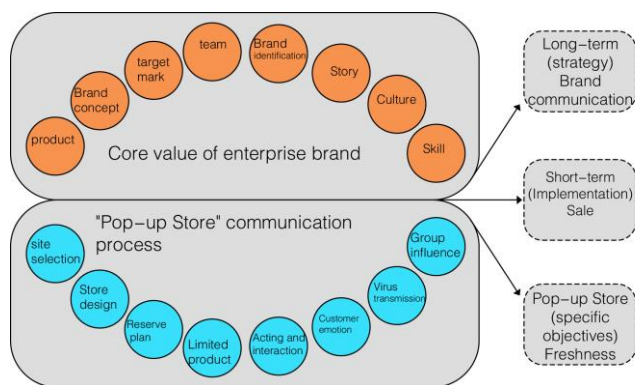 product
Brand
concept
target
mark
team
Brand
identification
Story
Culture
Skill
Core value of enterprise brand
"Pop-up Store" communication
process
site
selection
Store
design
Reserve
plan
Limited
product
Acting and
interaction
Customer
emotion
Virus
transmission
Group
influence
Long-term
(strategy)
Brand
communication
Short-term
(Implementation)
Sale
Pop-up Store
(specific
objectives)
Freshness